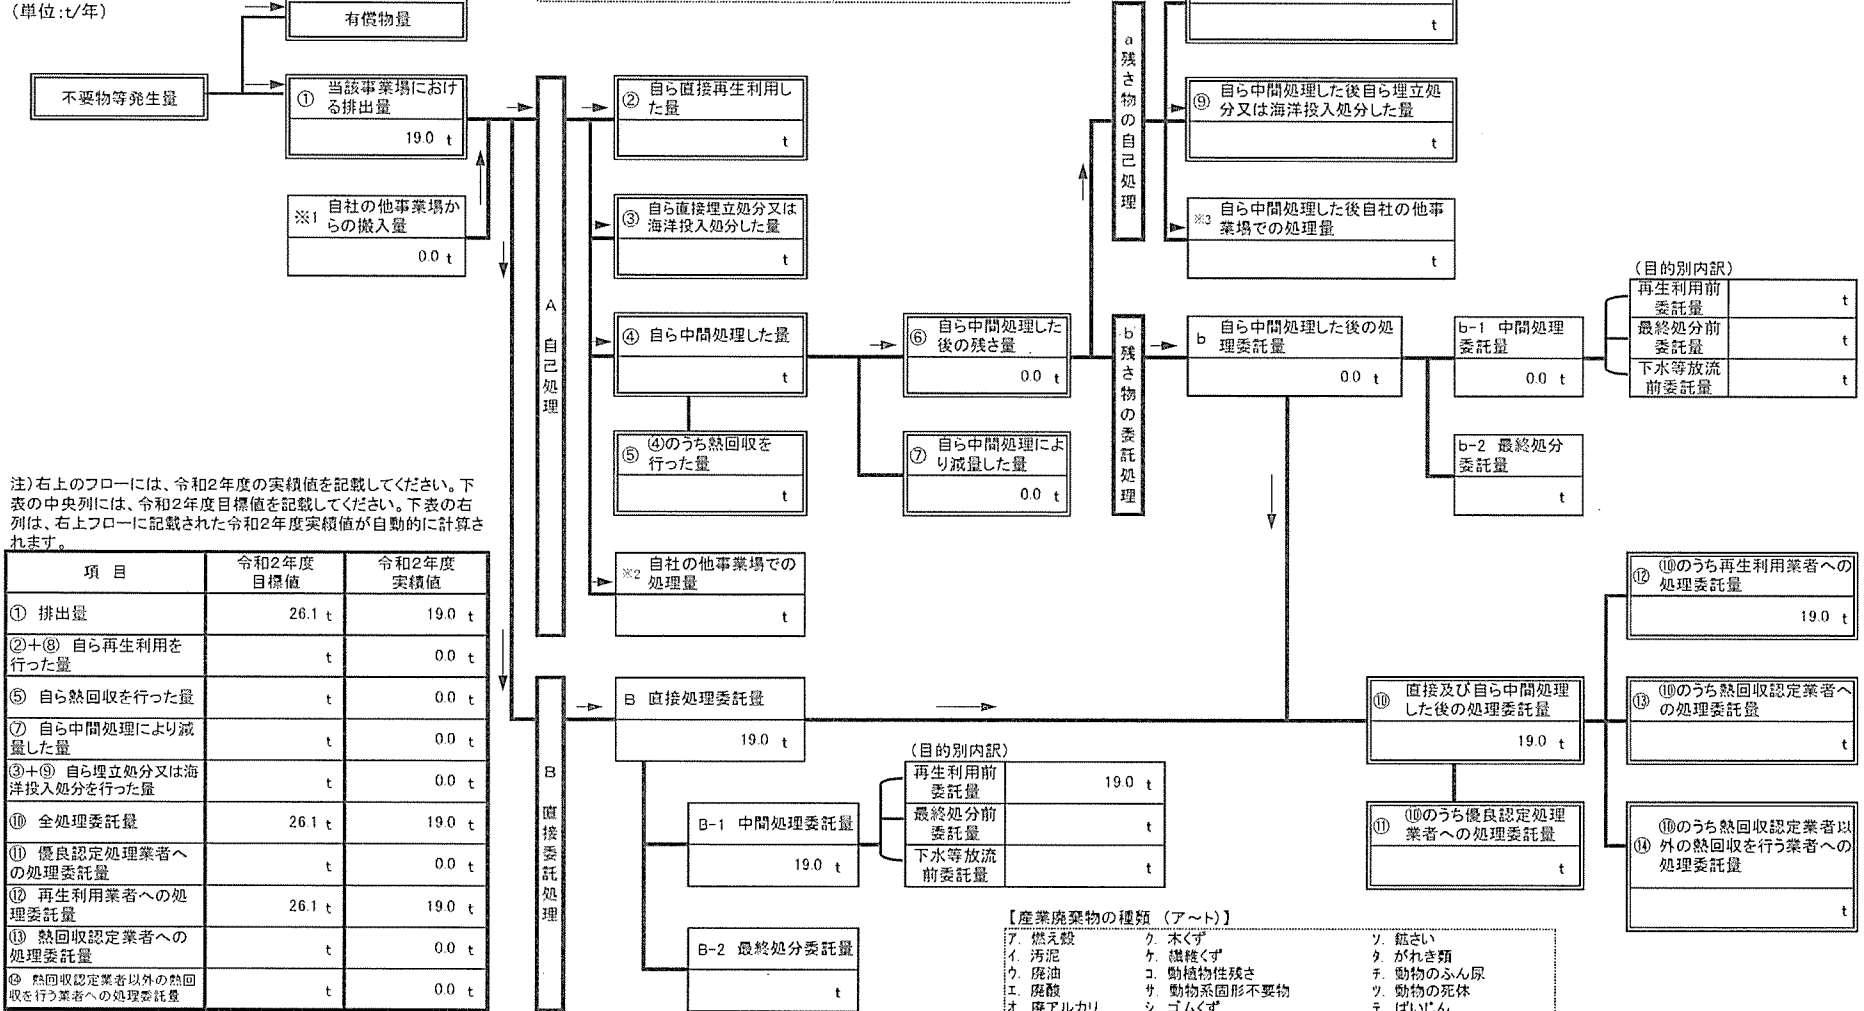 (単位:t/年)
有償物量
不要物等発生量
① 当該事業場におけ
る排出量
19.0 t
※1 自社の他事業場か
らの搬入量
0.0 t
A 自己処理
② 自ら直接再生利用し
た量
t
③ 自ら直接埋立処分又は
海洋投入処分した量
t
④ 自ら中間処理した量
t
⑤ ④のうち熱回収を
行った量
t
※2 自社の他事業場での
処理量
t
⑥ 自ら中間処理した
後の残さ量
0.0 t
⑦ 自ら中間処理によ
り減量した量
0.0 t
a 残さ物の自己処理
t
⑨ 自ら中間処理した後自ら埋立処
分又は海洋投入処分した量
t
※3 自ら中間処理した後自社の他事
業場での処理量
t
b 残さ物の委託処理
b 自ら中間処理した後の処
理委託量
0.0 t
b-1 中間処理
委託量
0.0 t
b-2 最終処分
委託量
t
(目的別内訳)
再生利用前
委託量
t
最終処分前
委託量
t
下水等放流
前委託量
t
注)右上のフローには、令和2年度の実績値を記載してください。下
表の中央列には、令和2年度目標値を記載してください。下表の右
列は、右上フローに記載された令和2年度実績値が自動的に計算さ
れます。
項 目 令和2年度 目標値 令和2年度 実績値
① 排出量 26.1 t 19.0 t
②+⑧ 自ら再生利用を
行った量 t 0.0 t
⑤ 自ら熱回収を行った量 t 0.0 t
⑦ 自ら中間処理により減
量した量 t 0.0 t
③+⑨ 自ら埋立処分又は海
洋投入処分を行った量 t 0.0 t
⑩ 全処理委託量 26.1 t 19.0 t
⑪ 優良認定処理業者へ
の処理委託量 t 0.0 t
⑫ 再生利用業者への処
理委託量 26.1 t 19.0 t
⑬ 熱回収認定業者への
処理委託量 t 0.0 t
⑭ 熱回収認定業者以外の熱回
収を行う業者への処理委託量 t 0.0 t
B 直接委託処理
B 直接処理委託量
19.0 t
B-1 中間処理委託量
19.0 t
B-2 最終処分委託量
t
(目的別内訳)
再生利用前
委託量
19.0 t
最終処分前
委託量
t
下水等放流
前委託量
t
⑩ 直接及び自ら中間処理
した後の処理委託量
19.0 t
⑪ ⑩のうち優良認定処理
業者への処理委託量
t
⑫ ⑩のうち再生利用業者への
処理委託量
19.0 t
⑬ ⑩のうち熱回収認定業者へ
の処理委託量
t
⑭ ⑩のうち熱回収認定業者以
外の熱回収を行う業者への
処理委託量
t
【産業廃棄物の種類 (ア~ト)】
ア. 燃え殻 ク. 木くず ソ. 鉱さい
イ. 汚泥 ケ. 繊維くず タ. がれき類
ウ. 廃油 コ. 動植物性残さ チ. 動物のふん尿
エ. 廃酸 サ. 動物系固形不要物 ツ. 動物の死体
オ. 廃アルカリ シ. ゴムくず テ. ばいじん